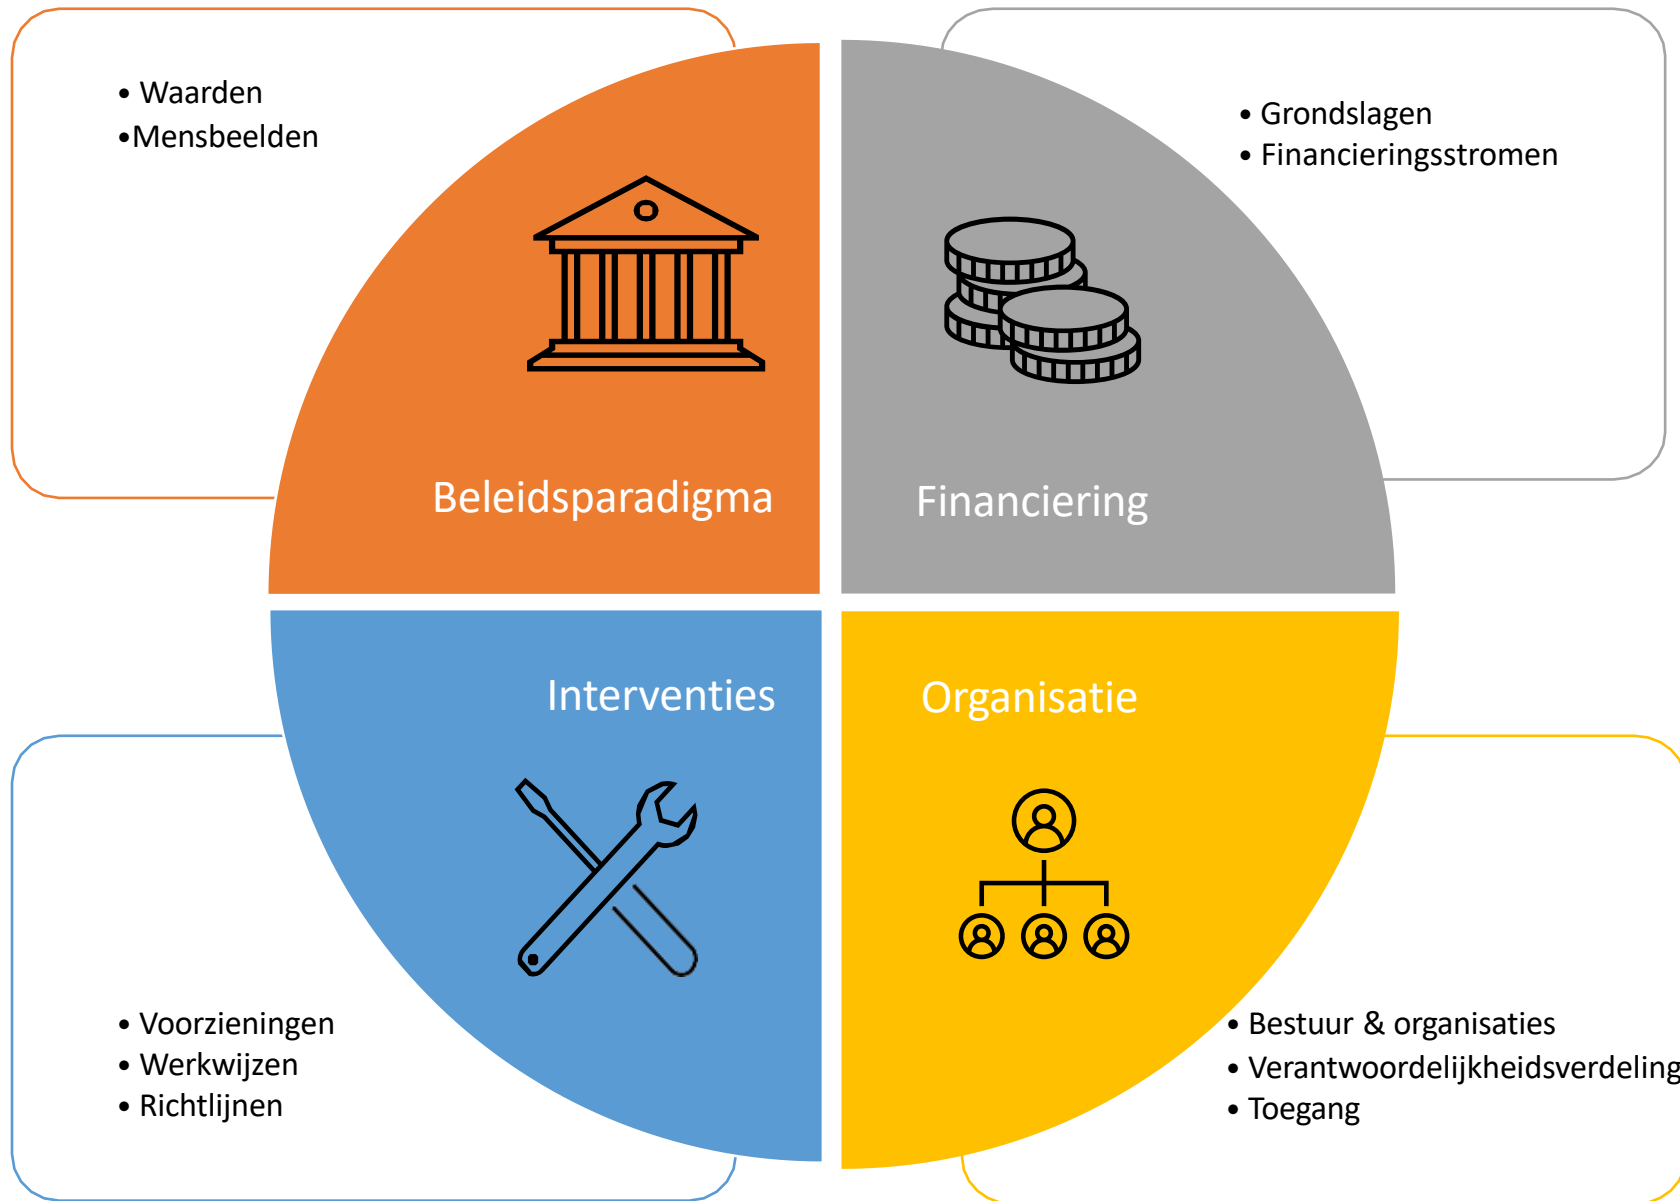 • Waarden
•Mensbeelden
• Grondslagen
• Financieringsstromen
Beleidsparadigma
Financiering
Interventies
Organisatie
• Voorzieningen
• Werkwijzen
• Richtlijnen
• Bestuur & organisaties
• Verantwoordelijkheidsverdeling
• Toegang